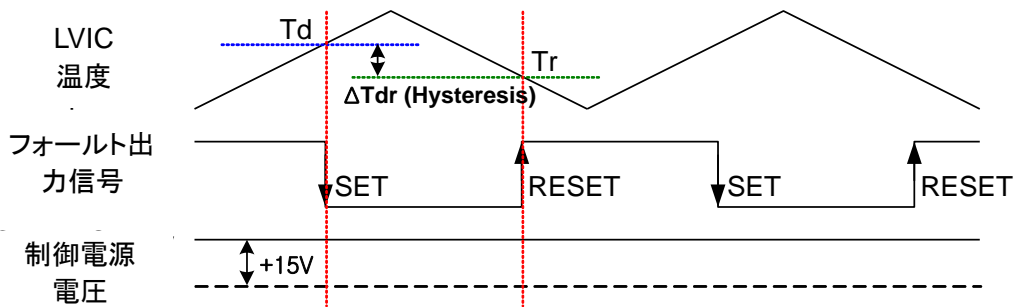 LVIC
温度
Td
Tr
ΔTdr (Hysteresis)
フォールト出
力信号
SET
RESET
SET
RESET
制御電源
電圧
+15V